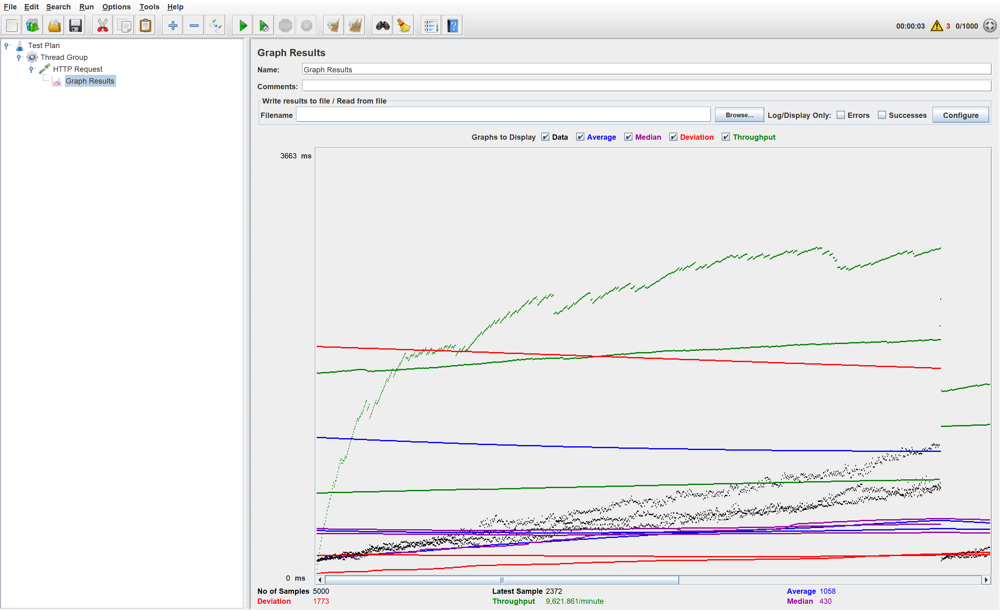 File Edit Search Run Options Tools Help
STOP
00:00:03 3 0/1000
Test Plan
Thread Group
HTTP Request
Graph Results
Graph Results
Name: Graph Results
Comments:
Write results to file / Read from file
Filename Browse... Log/Display Only: Errors Successes Configure
Graphs to Display Data Average Median Deviation Throughput
3663 ms
0 ms
No of Samples 5000 Latest Sample 2372 Average 1058
Deviation 1773 Throughput 9,621.861/minute Median 430